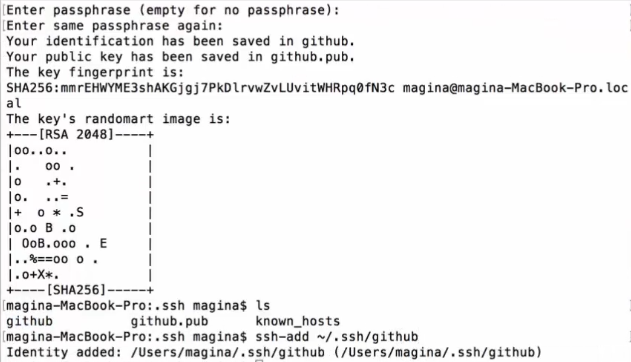 [Enter passphrase (empty for no passphrase):
[Enter same passphrase again:
Your identification has been saved in github.
Your public key has been saved in github.pub.
The key fingerprint is:
SHA256:mmrEHWYME3shAKGjgj7PkDlrvwZvLUvitWHRpq0fN3c magina@magina-MacBook-Pro.loc
al
The key's randomart image is:
+---[RSA 2048]----+
|oo..o..          |
|.   oo .         |
|o   .+.          |
|o.  ..=          |
|+  o * .S        |
|o.o B .o         |
| OoB.ooo . E     |
|..%==oo o .      |
|.o+X*.           |
+----[SHA256]-----+
[magina-MacBook-Pro:.ssh magina$ ls
github          github.pub      known_hosts
[magina-MacBook-Pro:.ssh magina$ ssh-add ~/.ssh/github
Identity added: /Users/magina/.ssh/github (/Users/magina/.ssh/github)